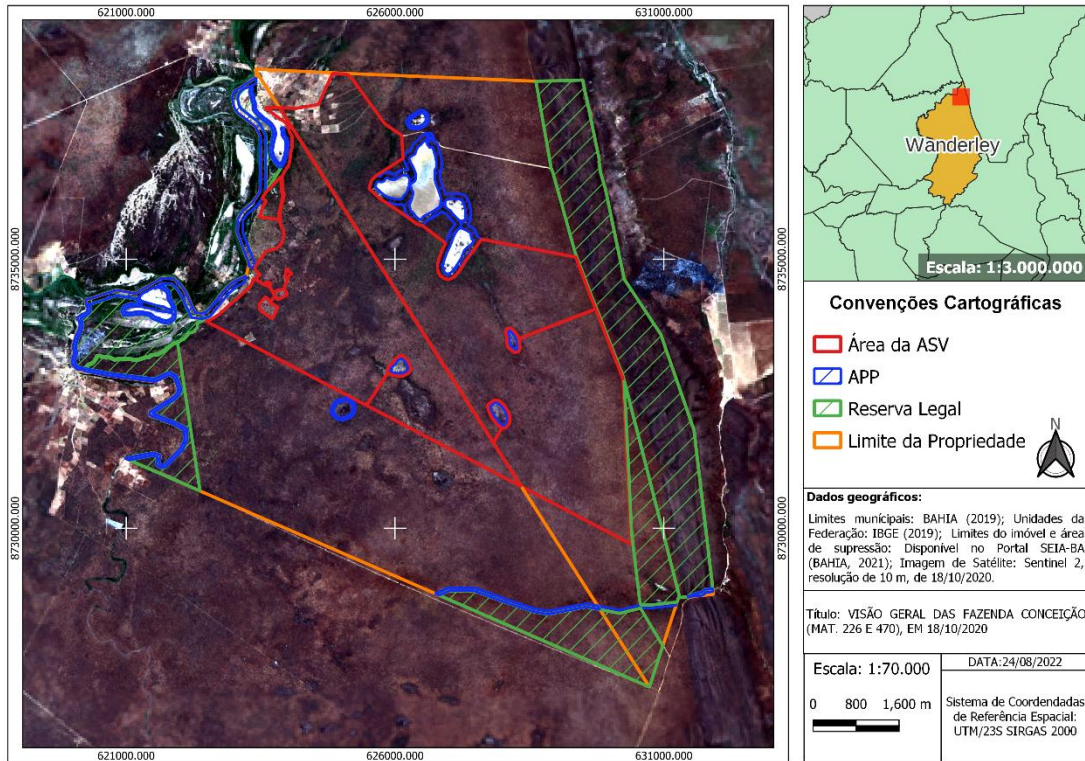 621000.000 626000.000 631000.000
8735000.000 8735000.000
8730000.000 8730000.000
621000.000 626000.000 631000.000
Wanderley
Escala: 1:3.000.000
Convenções Cartográficas
Área da ASV
APP
Reserva Legal
Limite da Propriedade
N
Dados geográficos:
Limites municípais: BAHIA (2019); Unidades da
Federação: IBGE (2019); Limites do imóvel e área
de supressão: Disponível no Portal SEIA-BA
(BAHIA, 2021); Imagem de Satélite: Sentinel 2,
resolução de 10 m, de 18/10/2020.
Título: VISÃO GERAL DAS FAZENDA CONCEIÇÃO
(MAT. 226 E 470), EM 18/10/2020
Escala: 1:70.000
0 800 1,600 m
DATA:24/08/2022
Sistema de Coordendadas
de Referência Espacial:
UTM/23S SIRGAS 2000